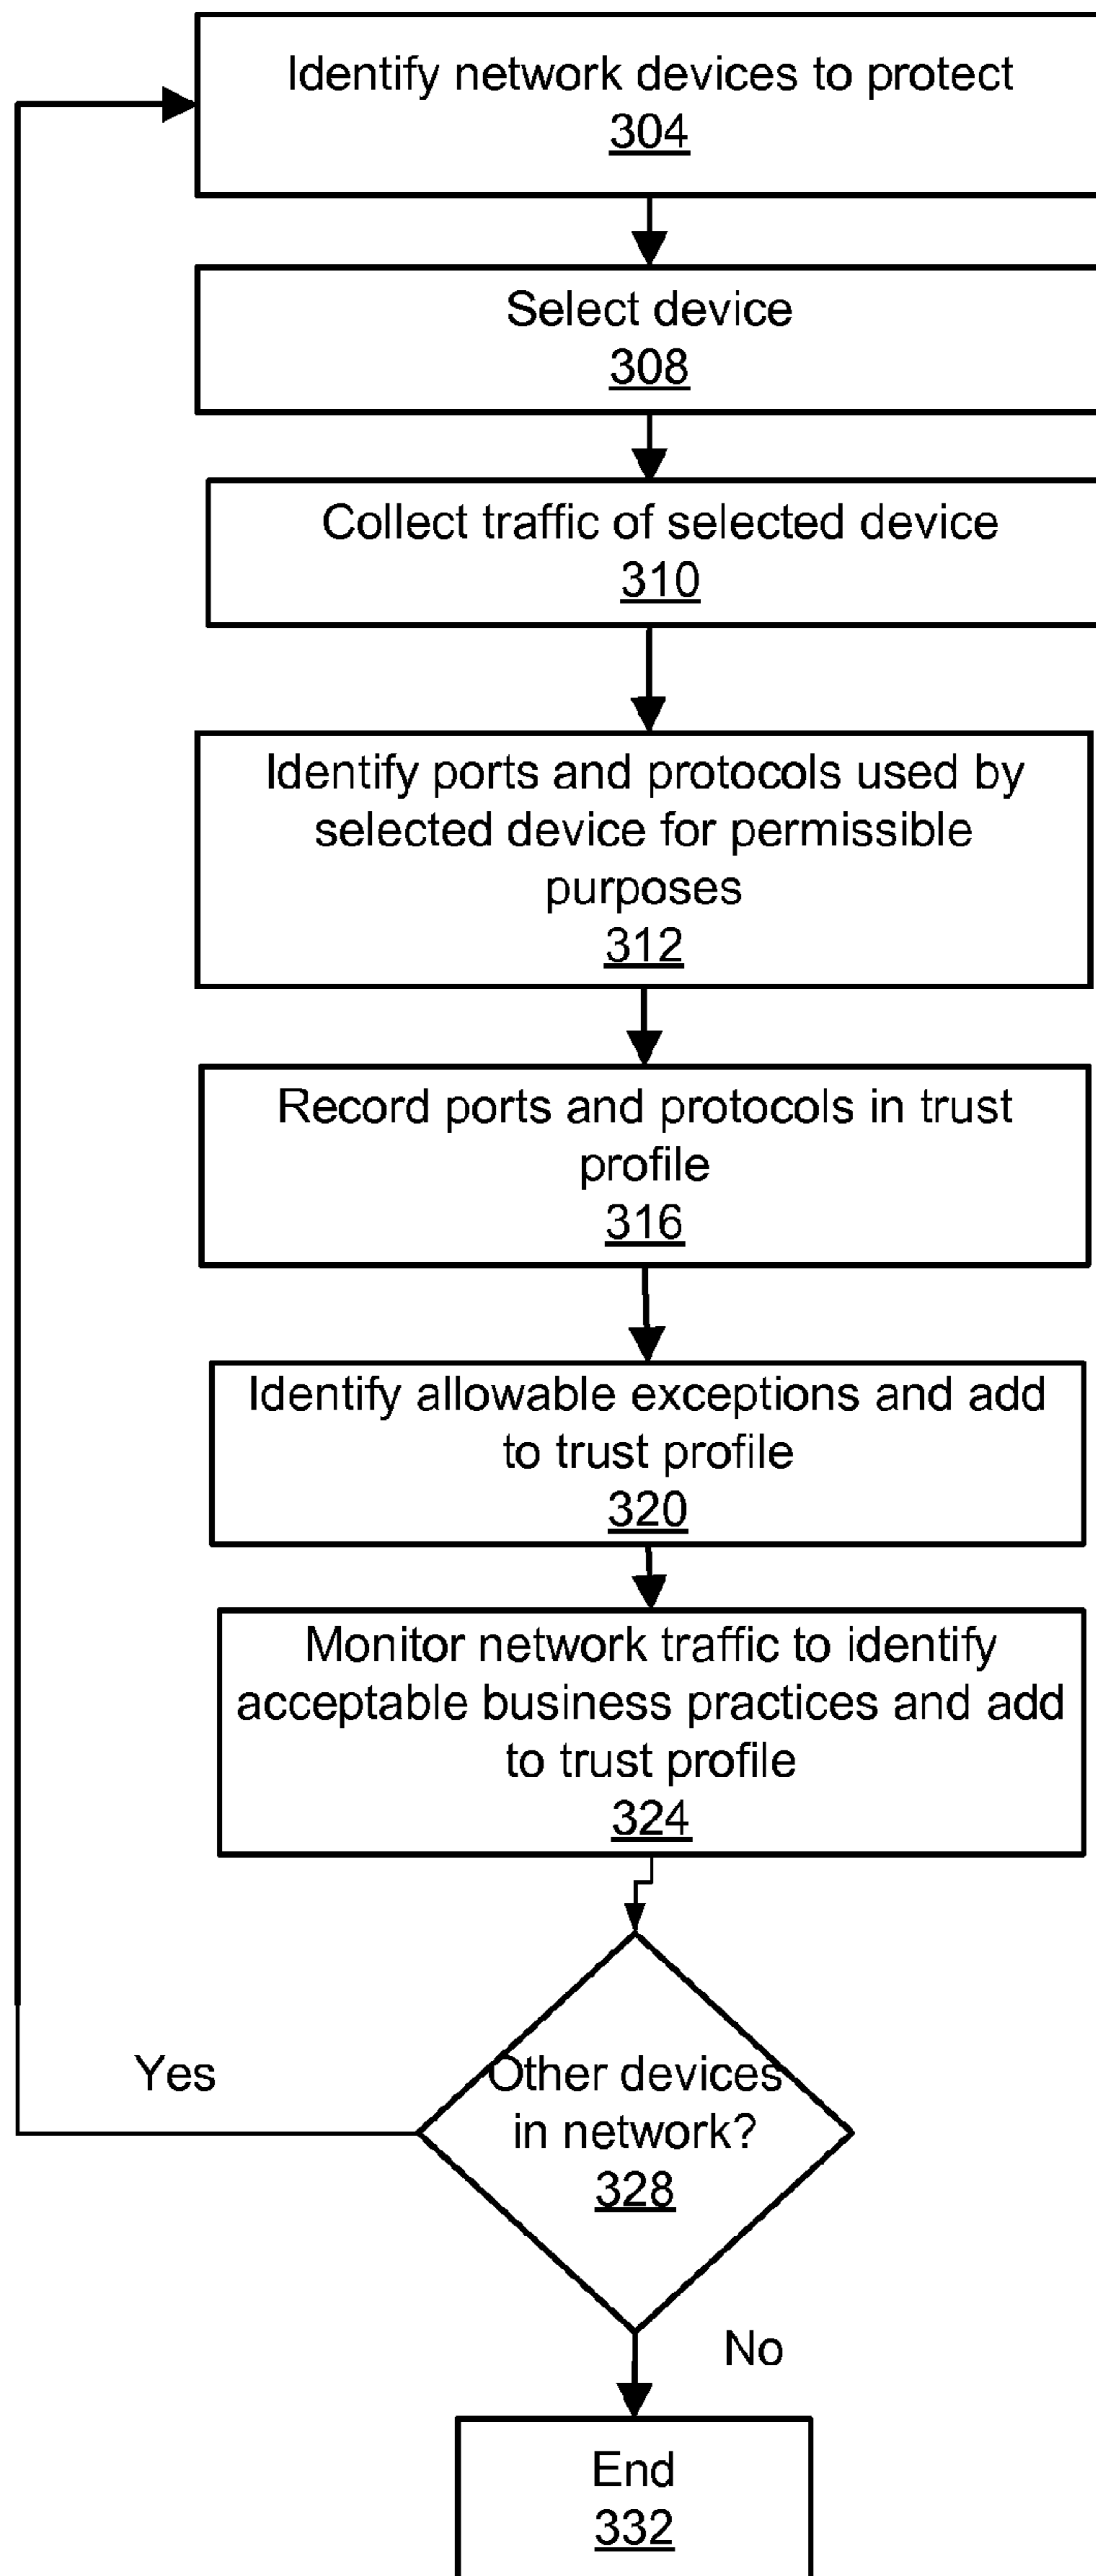 Identify network devices to protect
304
Select device
308
Collect traffic of selected device
310
Identify ports and protocols used by
selected device for permissible
purposes
312
Record ports and protocols in trust
profile
316
Identify allowable exceptions and add
to trust profile
320
Monitor network traffic to identify
acceptable business practices and add
to trust profile
324
Yes
Other devices
in network?
328
No
End
332